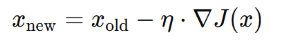 x_new = x_old − η · ∇J(x)